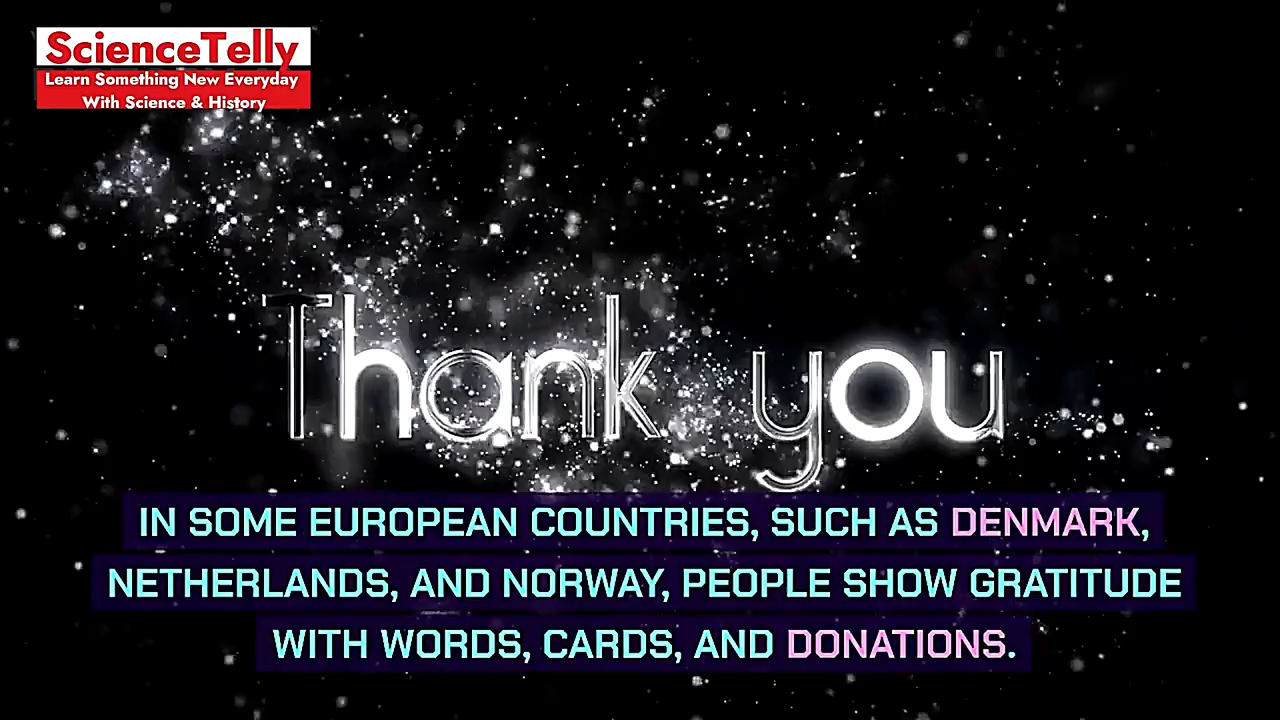 ScienceTelly
Learn Something New Everyday
With Science & History
Thank you
IN SOME EUROPEAN COUNTRIES, SUCH AS DENMARK,
NETHERLANDS, AND NORWAY, PEOPLE SHOW GRATITUDE
WITH WORDS, CARDS, AND DONATIONS.